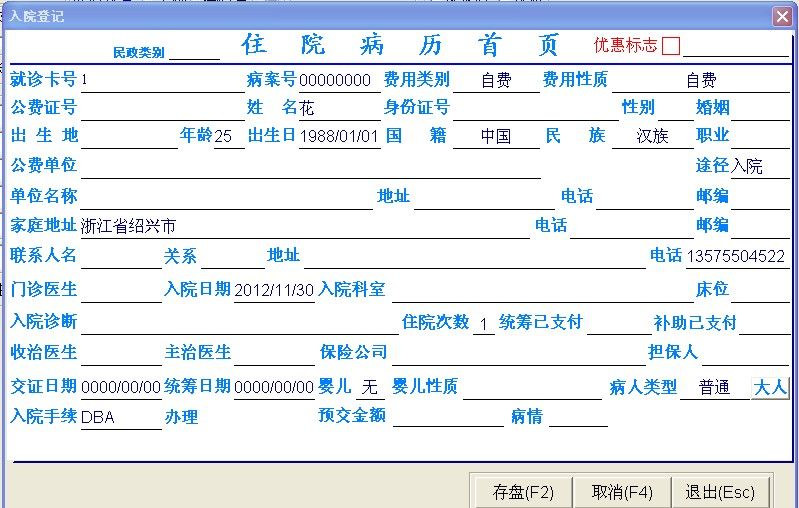 入院登记
民政类别 住院病历首页 优惠标志
就诊卡号 1 病案号 00000000 费用类别 自费 费用性质 自费
公费证号 姓名 花 身份证号 性别 婚姻
出生地 年龄 25 出生日 1988/01/01 国籍 中国 民族 汉族 职业
公费单位 途径 入院
单位名称 地址 电话 邮编
家庭地址 浙江省绍兴市 电话 邮编
联系人名 关系 地址 电话 13575504522
门诊医生 入院日期 2012/11/30 入院科室 床位
入院诊断 住院次数 1 统筹已支付 补助已支付
收治医生 主治医生 保险公司 担保人
交证日期 0000/00/00 统筹日期 0000/00/00 婴儿 无 婴儿性质 病人类型 普通 大人
入院手续 DBA 办理 预交金额 病情
存盘(F2) 取消(F4) 退出(Esc)